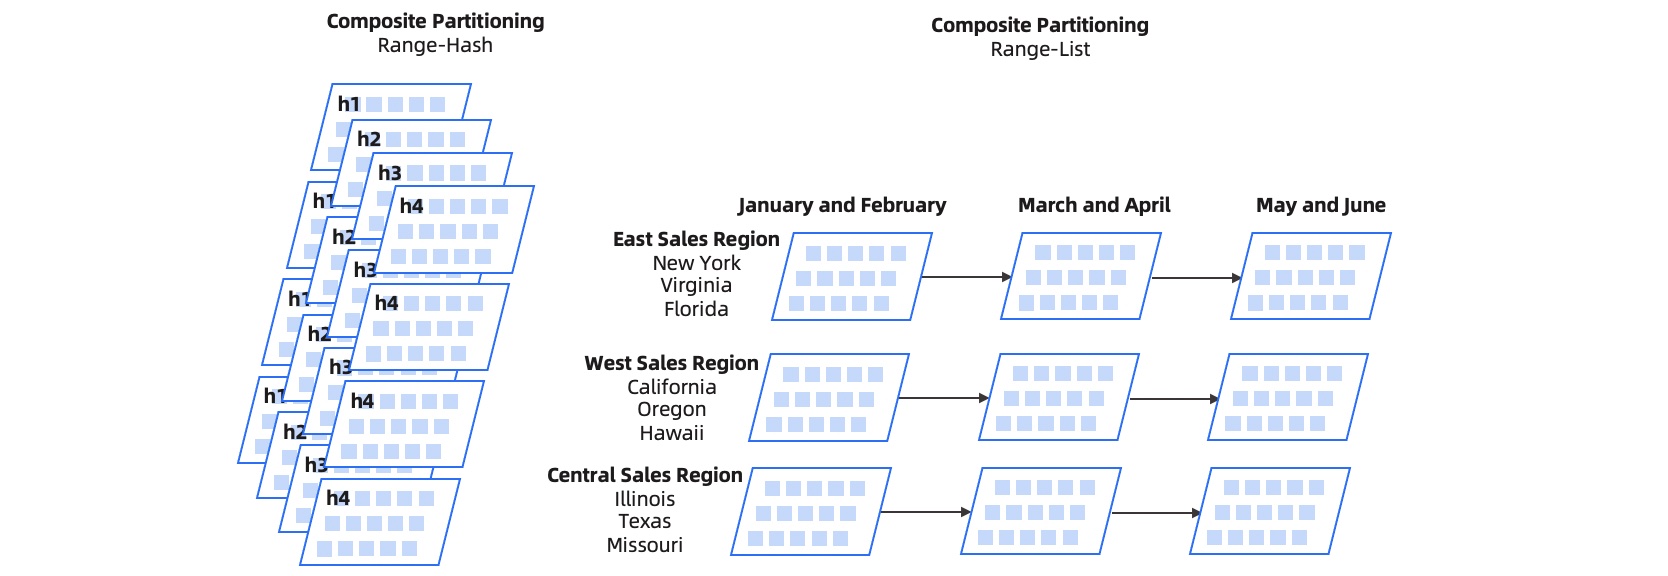 Composite Partitioning
Range-Hash
h1
h2
h3
h4
h1
h2
h3
h4
h1
h2
h3
h4
h1
h2
h3
h4
Composite Partitioning
Range-List
January and February
March and April
May and June
East Sales Region
New York
Virginia
Florida
West Sales Region
California
Oregon
Hawaii
Central Sales Region
Illinois
Texas
Missouri